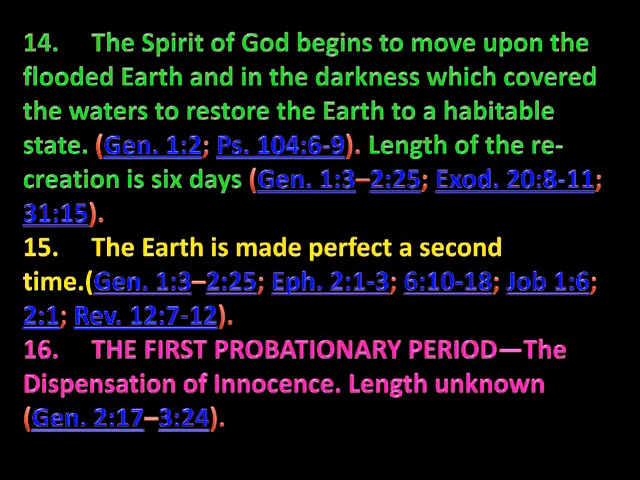 14. The Spirit of God begins to move upon the
flooded Earth and in the darkness which covered
the waters to restore the Earth to a habitable
state. (Gen. 1:2; Ps. 104:6-9). Length of the re-
creation is six days (Gen. 1:3–2:25; Exod. 20:8-11;
31:15).
15. The Earth is made perfect a second
time.(Gen. 1:3–2:25; Eph. 2:1-3; 6:10-18; Job 1:6;
2:1; Rev. 12:7-12).
16. THE FIRST PROBATIONARY PERIOD—The
Dispensation of Innocence. Length unknown
(Gen. 2:17–3:24).